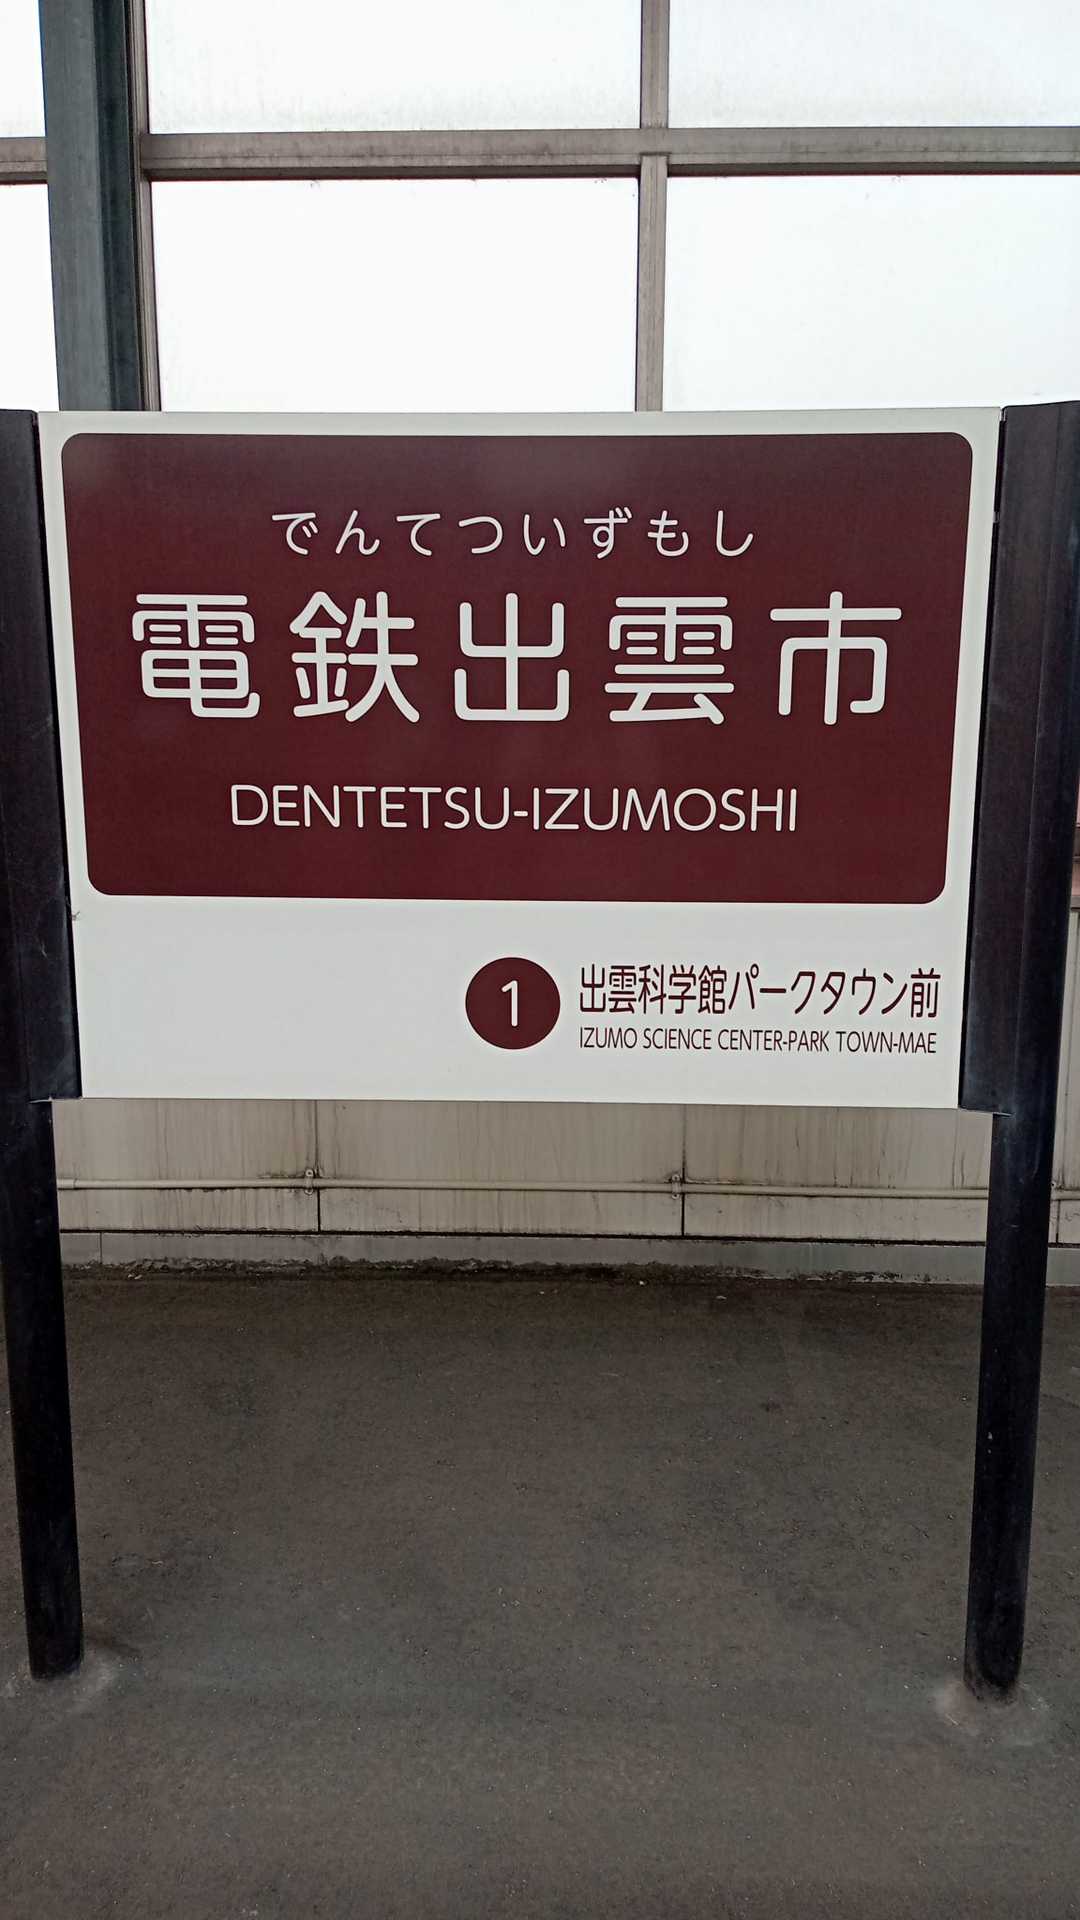 でんてついずもし
電鉄出雲市
DENTETSU-IZUMOSHI
1 出雲科学館パークタウン前
IZUMO SCIENCE CENTER-PARK TOWN-MAE